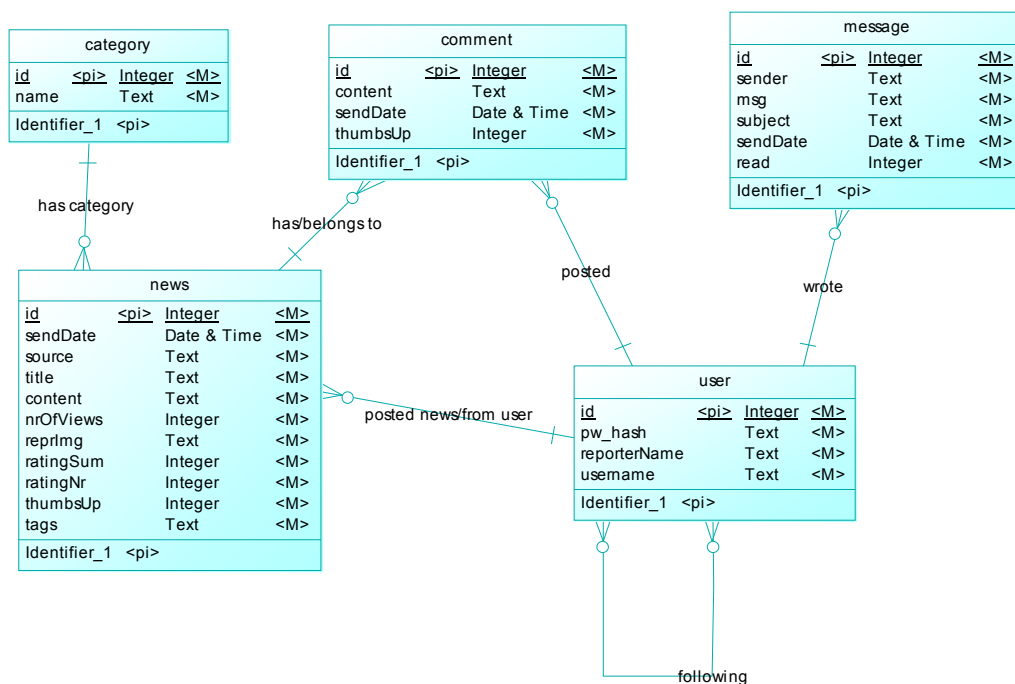 category
id <pi> Integer <M>
name Text <M>
Identifier_1 <pi>
comment
id <pi> Integer <M>
content Text <M>
sendDate Date & Time <M>
thumbsUp Integer <M>
Identifier_1 <pi>
message
id <pi> Integer <M>
sender Text <M>
msg Text <M>
subject Text <M>
sendDate Date & Time <M>
read Integer <M>
Identifier_1 <pi>
has category
has/belongs to
posted
wrote
news
id <pi> Integer <M>
sendDate Date & Time <M>
source Text <M>
title Text <M>
content Text <M>
nrOfViews Integer <M>
reprImg Text <M>
ratingSum Integer <M>
ratingNr Integer <M>
thumbsUp Integer <M>
tags Text <M>
Identifier_1 <pi>
posted news/from user
user
id <pi> Integer <M>
pw_hash Text <M>
reporterName Text <M>
username Text <M>
Identifier_1 <pi>
following